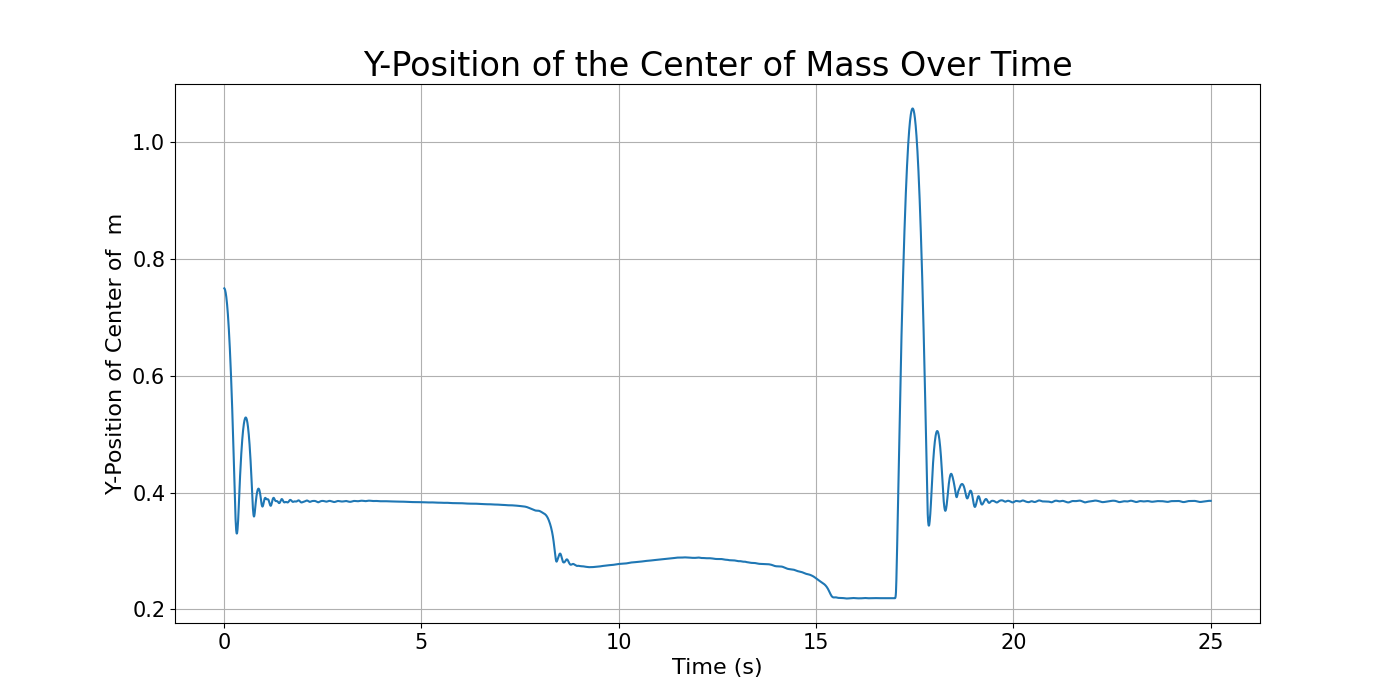 Y-Position of the Center of Mass Over Time
Y-Position of Center of  m
1.0
0.8
0.6
0.4
0.2
0 5 10 15 20 25
Time (s)